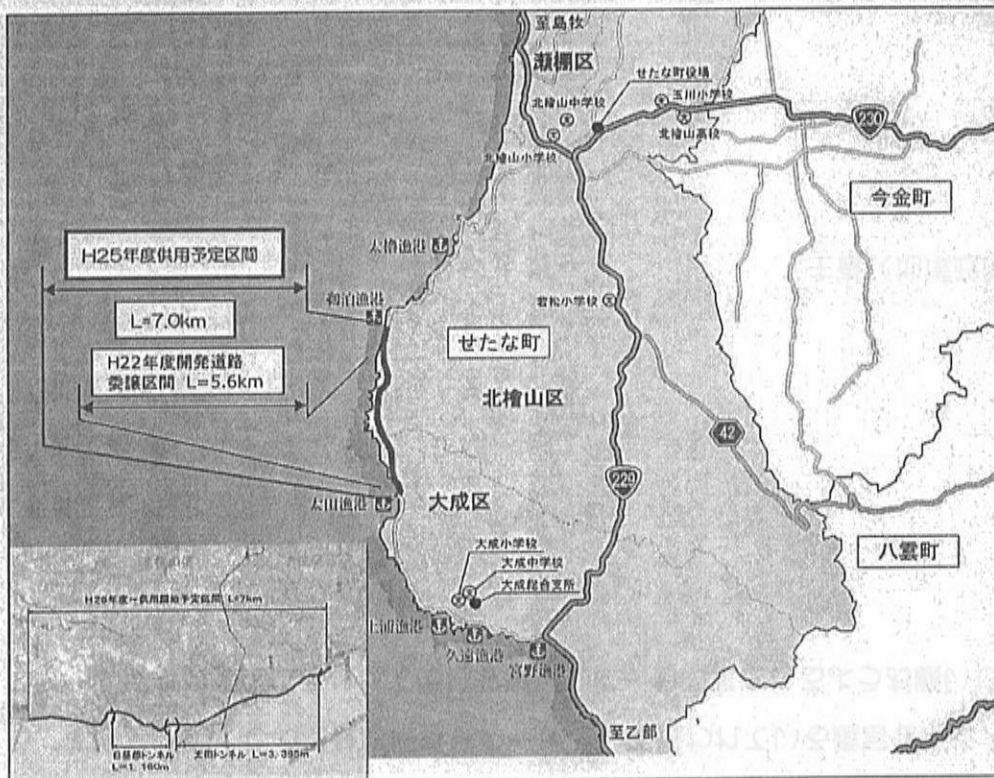 至島牧
瀬棚区
せたな町役場
北檜山中学校
玉川小学校
北檜山高校
230
北檜山小学校
今金町
太櫓漁港
H25年度供用予定区間
鵜泊漁港
若松小学校
L=7.0km
せたな町
H22年度開発道路
委譲区間 L=5.6km
北檜山区
42
229
大成区
太田漁港
八雲町
大成小学校
大成中学校
大成総合支所
上浦漁港
久遠漁港
宮野漁港
至乙部
太田トンネル L=3,395m
L=1,160m